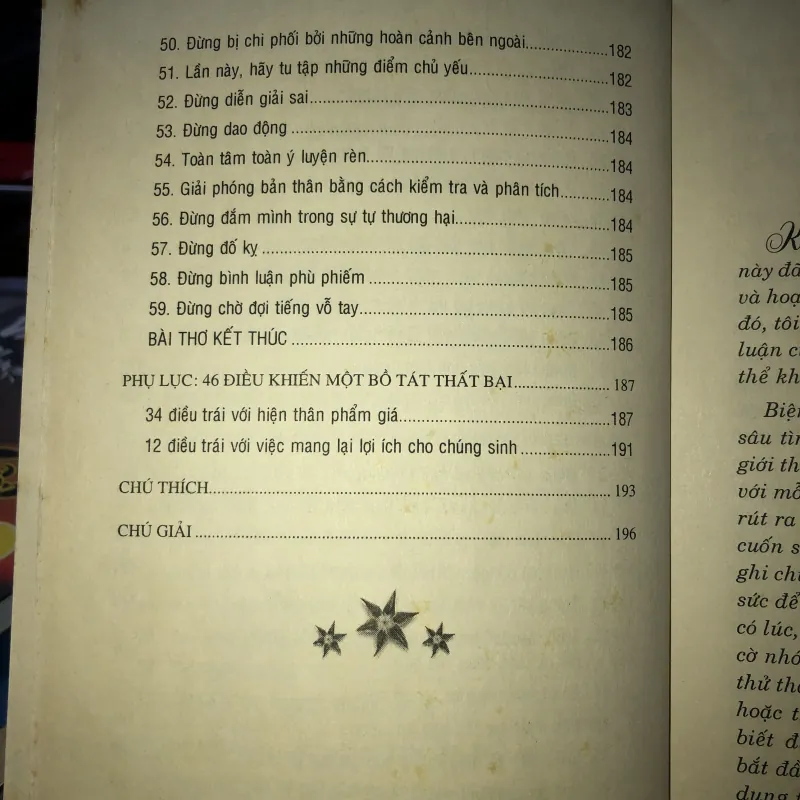 50. Đừng bị chi phối bởi những hoàn cảnh bên ngoài....................182
51. Lần này, hãy tu tập những điểm chủ yếu.............................182
52. Đừng diễn giải sai.............................................................183
53. Đừng dao động ................................................................184
54. Toàn tâm toàn ý luyện rèn..................................................184
55. Giải phóng bản thân bằng cách kiểm tra và phân tích............184
56. Đừng đắm mình trong sự tự thương hại................................184
57. Đừng đố kỵ ......................................................................185
58. Đừng bình luận phù phiếm .................................................185
59. Đừng chờ đợi tiếng vỗ tay...................................................185
BÀI THƠ KẾT THÚC ................................................................186
PHỤ LỤC: 46 ĐIỀU KHIẾN MỘT BỒ TÁT THẤT BẠI.................... 187
34 điều trái với hiện thân phẩm giá...........................................187
12 điều trái với việc mang lại lợi ích cho chúng sinh ....................191
CHÚ THÍCH............................................................................. 193
CHÚ GIẢI ................................................................................ 196
này đã
và hoạ
đó, tôi
luận c
thể kh
Biện
sâu tìn
giới th
với mỗ
rút ra
cuốn s
ghi chú
sức để
có lúc,
cờ nhó
thử thá
hoặc t
biết đ
bắt đầ
dụng